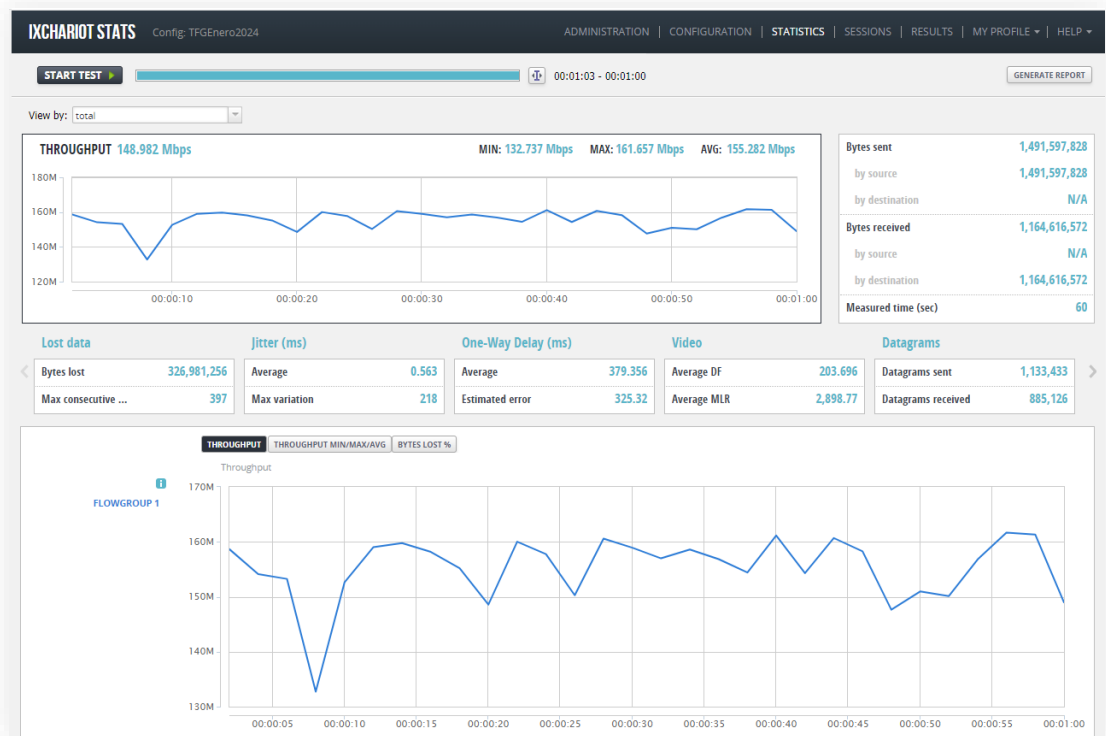 IXCHARIOT STATS Config: TFGEnero2024 ADMINISTRATION | CONFIGURATION | STATISTICS | SESSIONS | RESULTS | MY PROFILE | HELP
START TEST 00:01:03 - 00:01:00 GENERATE REPORT
View by: total
THROUGHPUT 148.982 Mbps MIN: 132.737 Mbps MAX: 161.657 Mbps AVG: 155.282 Mbps
180M
160M
140M
120M
00:00:10 00:00:20 00:00:30 00:00:40 00:00:50 00:01:00
Bytes sent 1,491,597,828
by source 1,491,597,828
by destination N/A
Bytes received 1,164,616,572
by source N/A
by destination 1,164,616,572
Measured time (sec) 60
Lost data
Bytes lost 326,981,256
Max consecutive ... 397
Jitter (ms)
Average 0.563
Max variation 218
One-Way Delay (ms)
Average 379.356
Estimated error 325.32
Video
Average DF 203.696
Average MLR 2,898.77
Datagrams
Datagrams sent 1,133,433
Datagrams received 885,126
THROUGHPUT THROUGHPUT MIN/MAX/AVG BYTES LOST %
Throughput
i
FLOWGROUP 1
170M
160M
150M
140M
130M
00:00:05 00:00:10 00:00:15 00:00:20 00:00:25 00:00:30 00:00:35 00:00:40 00:00:45 00:00:50 00:00:55 00:01:00